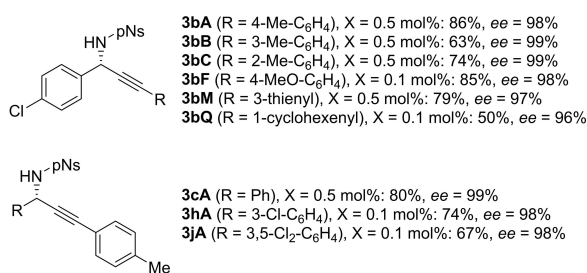 HN-pNs
Cl
R
3bA (R = 4-Me-C6H4), X = 0.5 mol%: 86%, ee = 98%
3bB (R = 3-Me-C6H4), X = 0.5 mol%: 63%, ee = 99%
3bC (R = 2-Me-C6H4), X = 0.5 mol%: 74%, ee = 99%
3bF (R = 4-MeO-C6H4), X = 0.1 mol%: 85%, ee = 98%
3bM (R = 3-thienyl), X = 0.5 mol%: 79%, ee = 97%
3bQ (R = 1-cyclohexenyl), X = 0.1 mol%: 50%, ee = 96%
HN-pNs
R
Me
3cA (R = Ph), X = 0.5 mol%: 80%, ee = 99%
3hA (R = 3-Cl-C6H4), X = 0.1 mol%: 74%, ee = 98%
3jA (R = 3,5-Cl2-C6H4), X = 0.1 mol%: 67%, ee = 98%